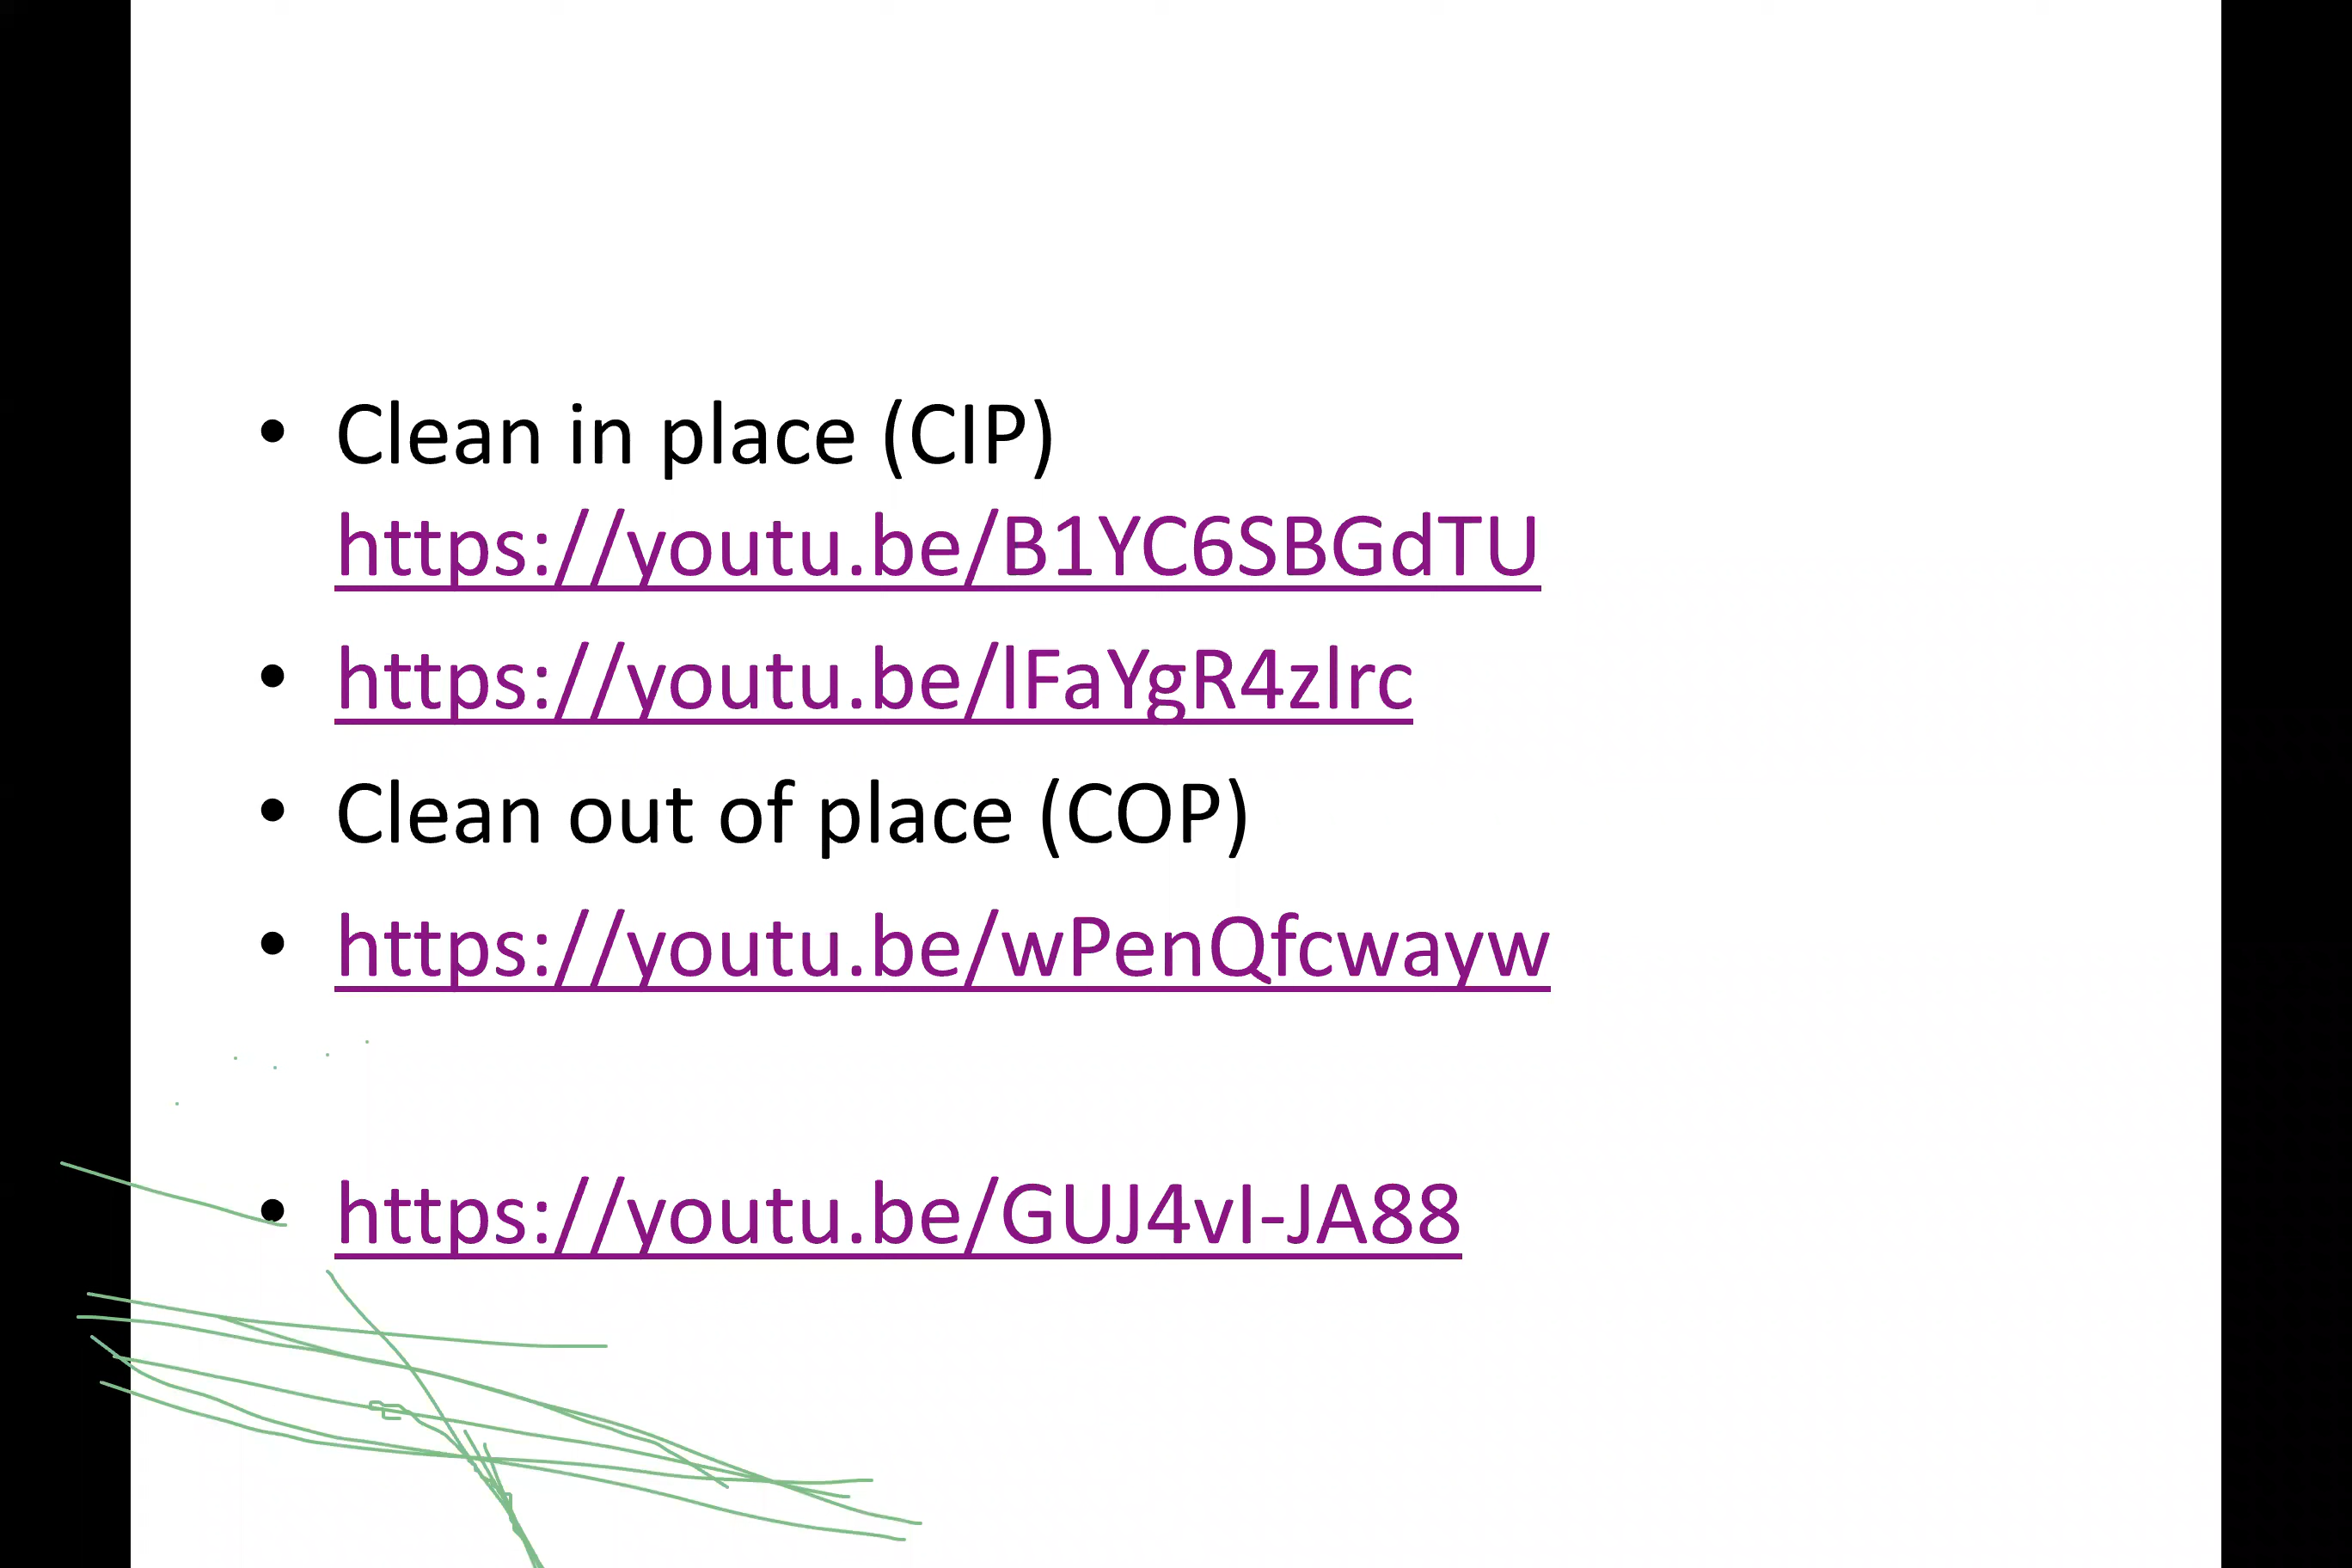 • Clean in place (CIP)
https://youtu.be/B1YC6SBGdTU
• https://youtu.be/lFaYgR4zlrc
• Clean out of place (COP)
• https://youtu.be/wPenQfcwayw
• https://youtu.be/GUJ4vI-JA88